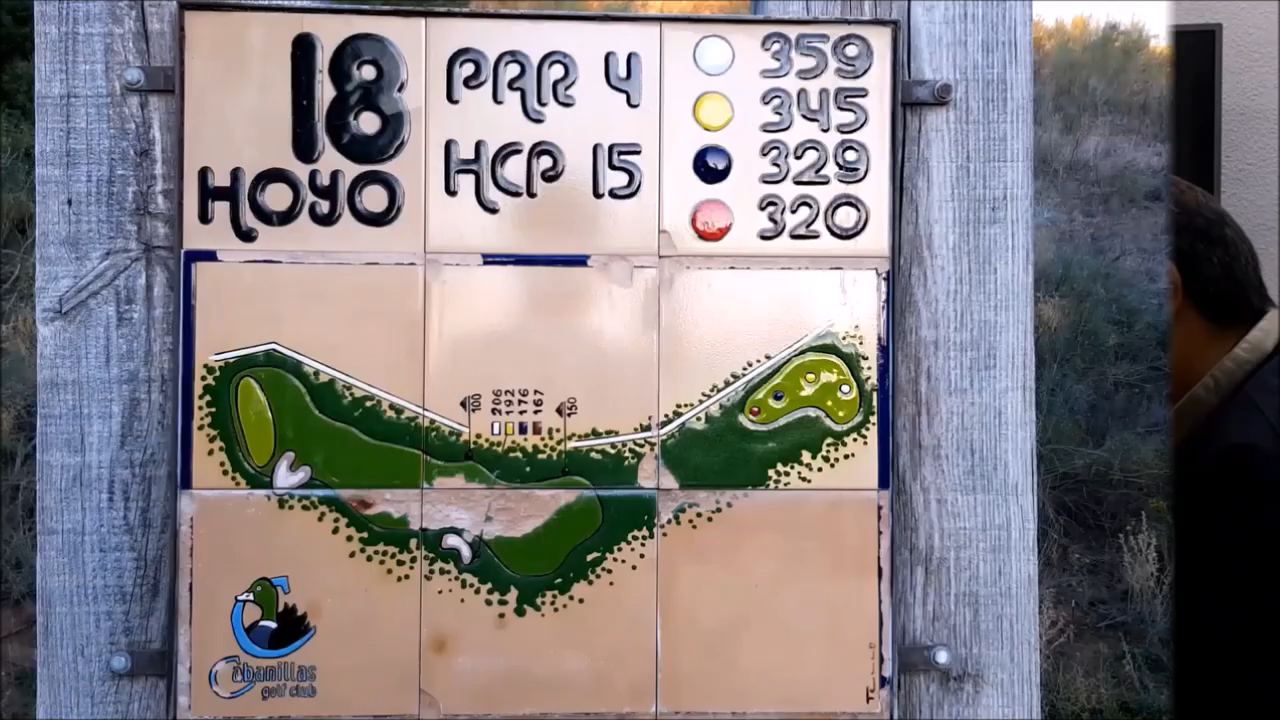 18
HOYO
PAR 4
HCP 15
359
345
329
320
100
206
192
176
167
150
Cabanillas
golf club